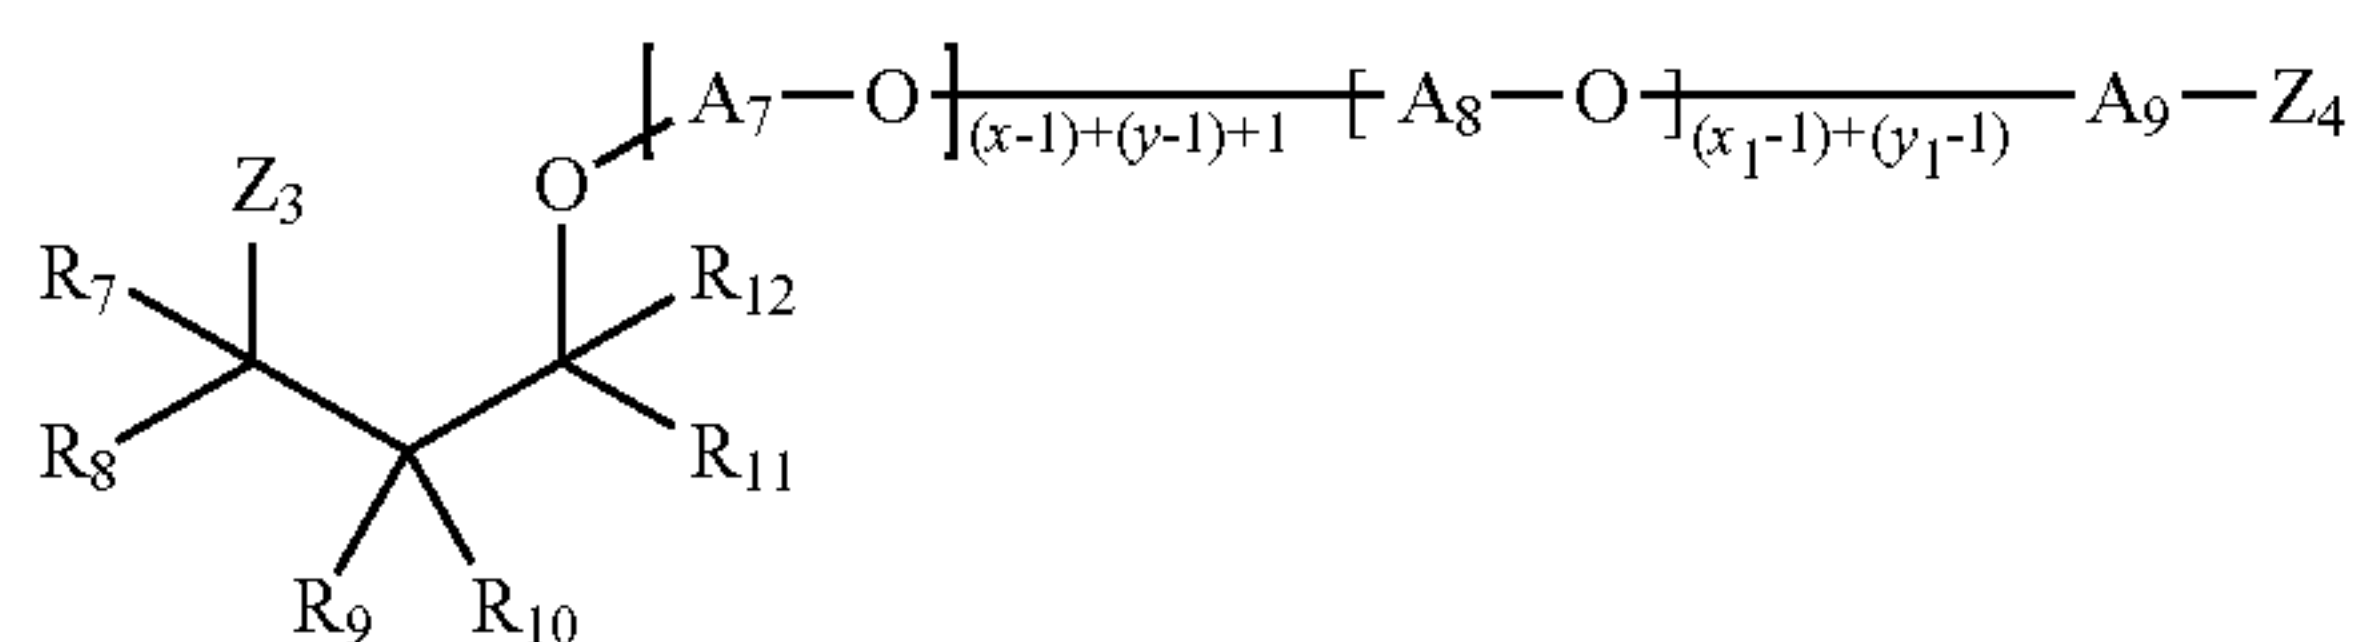 [A₇—O](x-1)+(y-1)+1[A₈—O](x₁-1)+(y₁-1)A₉—Z₄
Z₃ O
R₇ R₁₂
R₈ R₁₁
R₉ R₁₀